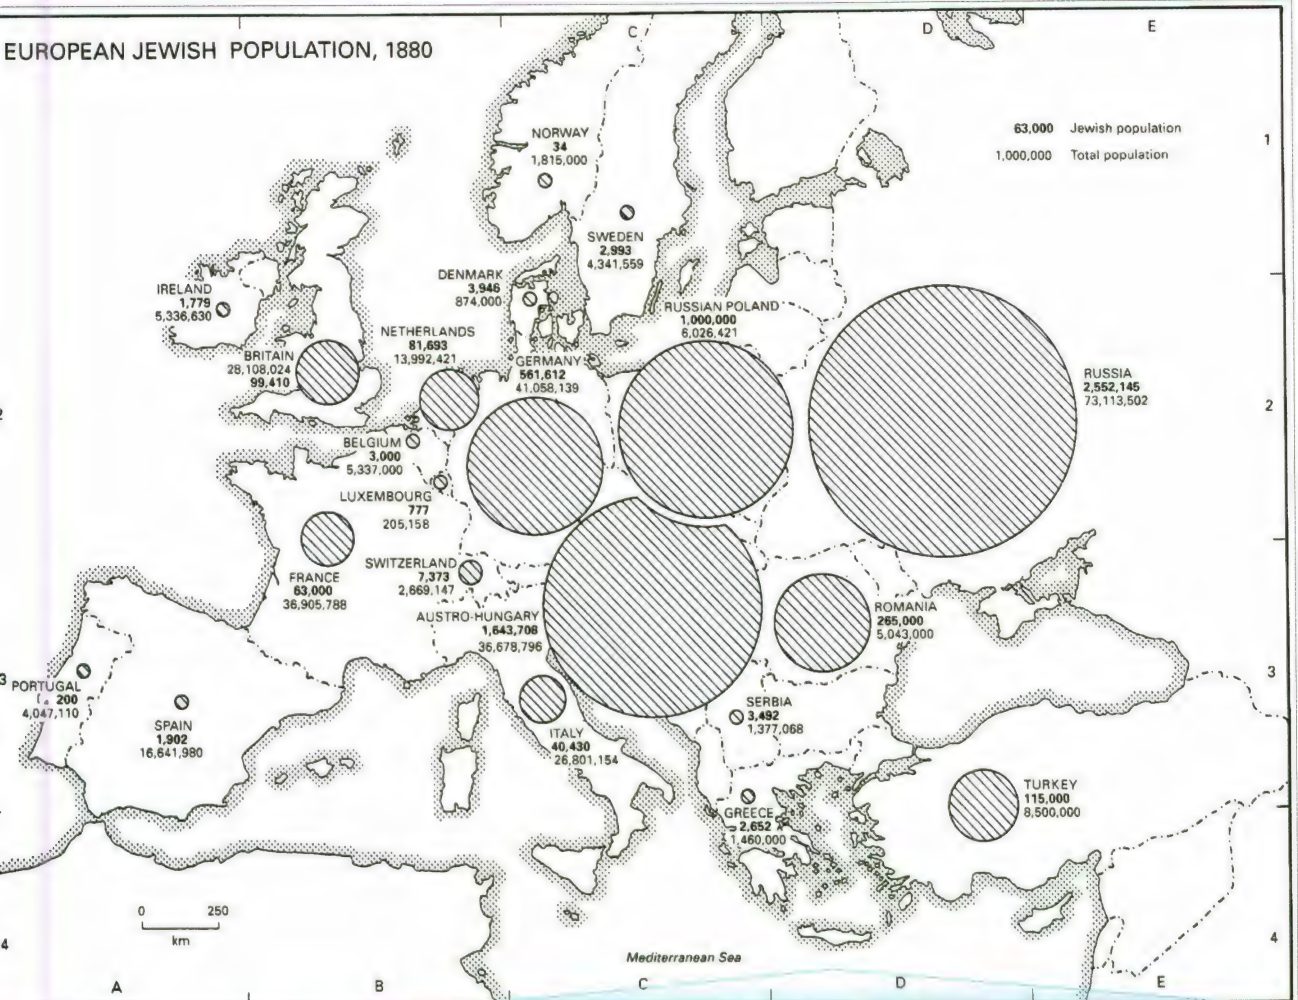 EUROPEAN JEWISH POPULATION, 1880
C
D
E
63,000 Jewish population
1,000,000 Total population
1
NORWAY
34
1,815,000
SWEDEN
2,993
4,341,559
DENMARK
3,946
874,000
IRELAND
1,779
5,336,630
NETHERLANDS
81,693
13,992,421
RUSSIAN POLAND
1,000,000
6,026,421
BRITAIN
28,108,024
99,410
GERMANY
561,612
41,058,139
RUSSIA
2,552,145
73,113,502
2
2
BELGIUM
3,000
5,337,000
LUXEMBOURG
777
205,158
SWITZERLAND
7,373
2,669,147
FRANCE
63,000
36,905,788
AUSTRO-HUNGARY
1,643,708
36,678,796
ROMANIA
265,000
5,043,000
3
3
PORTUGAL
200
4,047,110
SPAIN
1,902
16,641,980
SERBIA
3,492
1,377,068
ITALY
40,430
26,801,154
TURKEY
115,000
8,500,000
GREECE
2,652
1,460,000
0 250
km
4
4
Mediterranean Sea
A
B
C
D
E